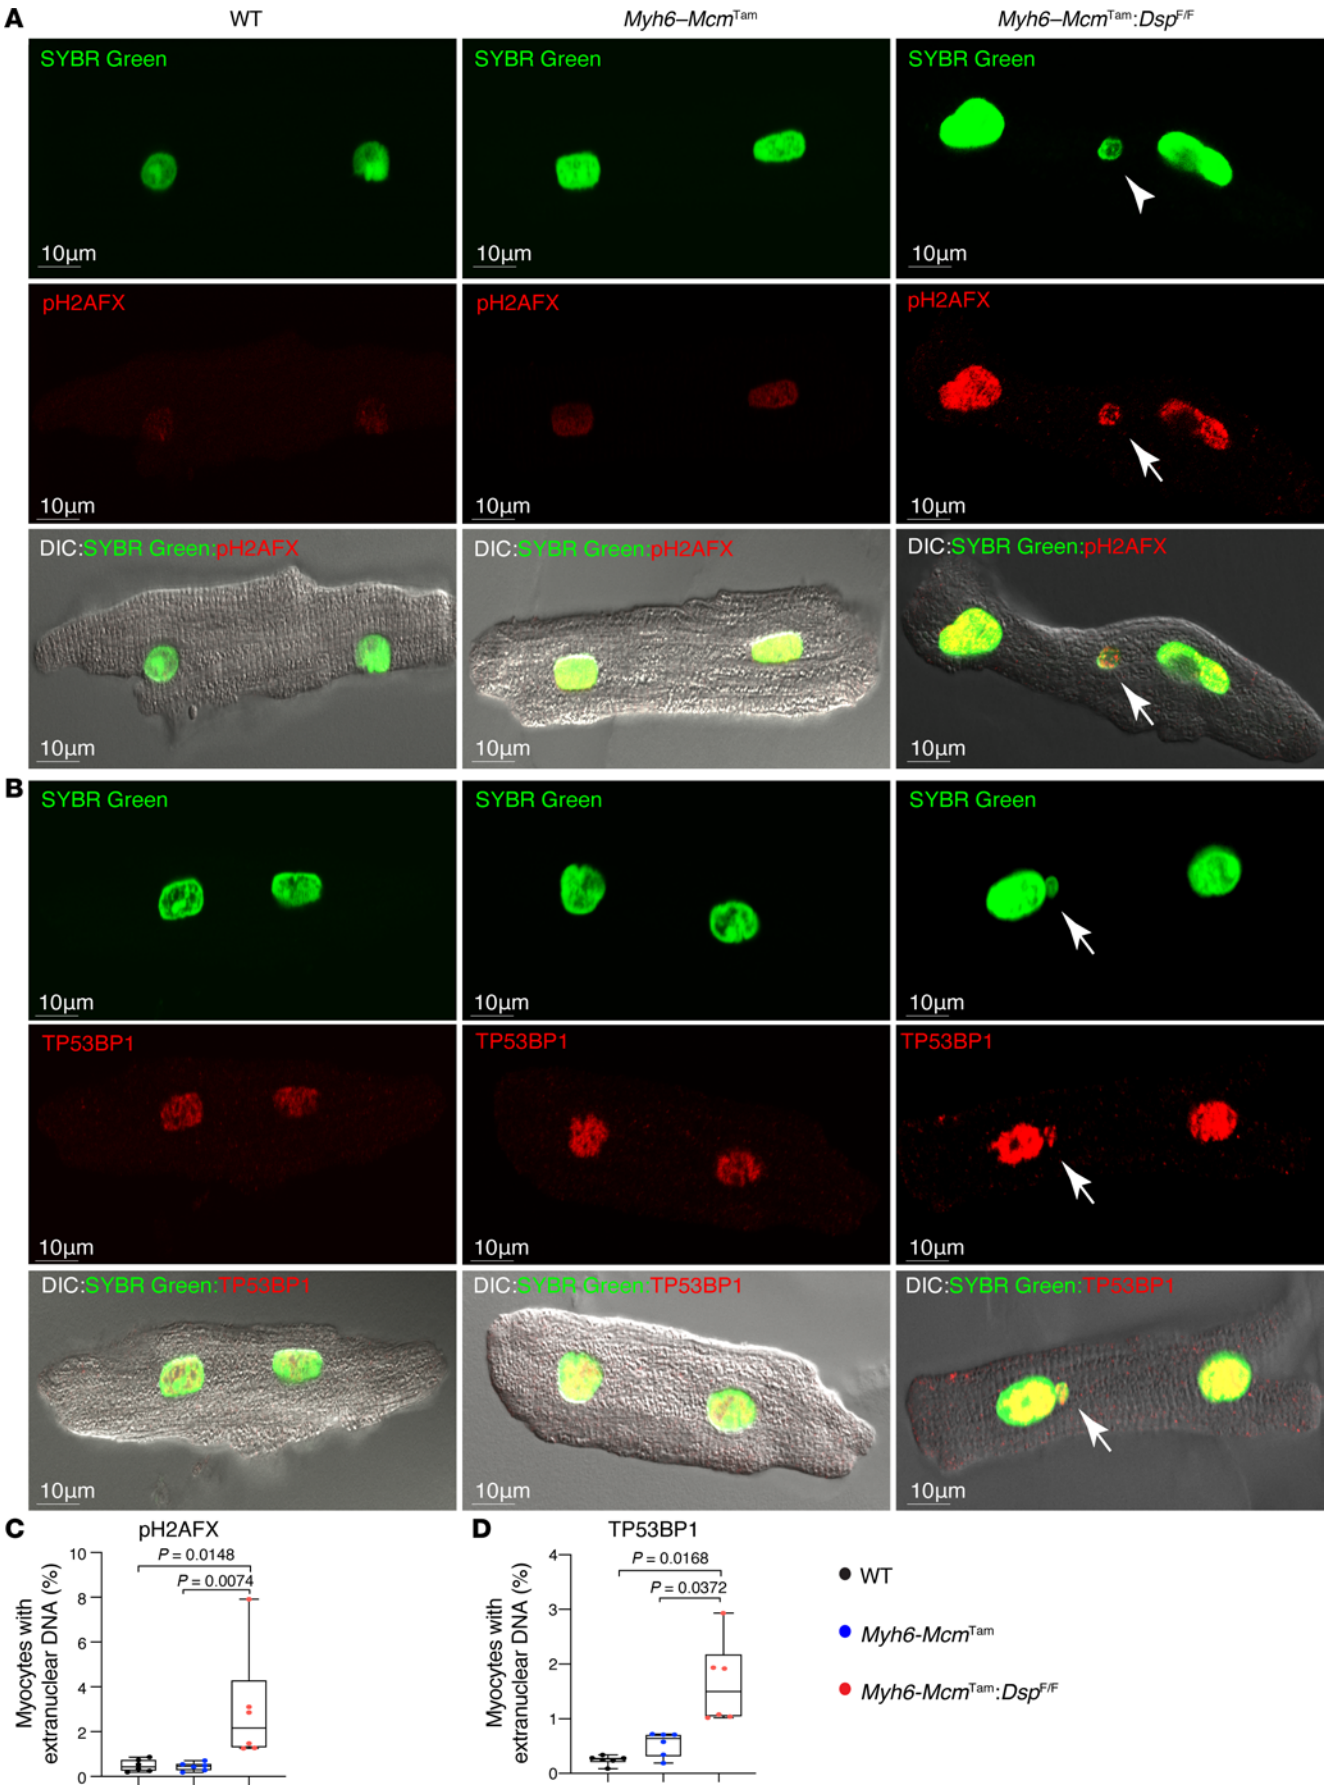 A
WT
Myh6–Mcm^Tam
Myh6–Mcm^Tam:Dsp^F/F
SYBR Green
SYBR Green
SYBR Green
10µm
10µm
10µm
pH2AFX
pH2AFX
pH2AFX
10µm
10µm
10µm
DIC:SYBR Green:pH2AFX
DIC:SYBR Green:pH2AFX
DIC:SYBR Green:pH2AFX
10µm
10µm
10µm
B
SYBR Green
SYBR Green
SYBR Green
10µm
10µm
10µm
TP53BP1
TP53BP1
TP53BP1
10µm
10µm
10µm
DIC:SYBR Green:TP53BP1
DIC:SYBR Green:TP53BP1
DIC:SYBR Green:TP53BP1
10µm
10µm
10µm
C
pH2AFX
Myocytes with
extranuclear DNA (%)
10
8
6
4
2
0
P = 0.0148
P = 0.0074
D
TP53BP1
Myocytes with
extranuclear DNA (%)
4
3
2
1
0
P = 0.0168
P = 0.0372
WT
Myh6-Mcm^Tam
Myh6-Mcm^Tam:Dsp^F/F